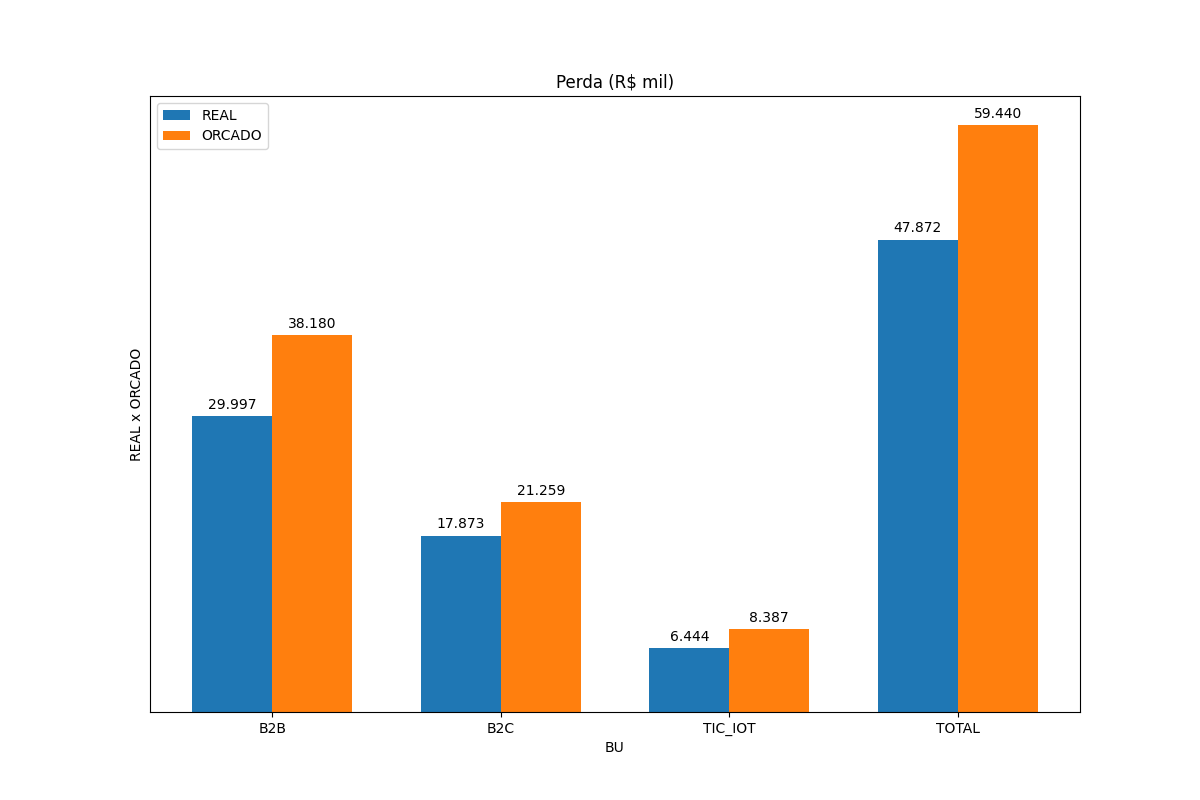 Perda (R$ mil)
REAL
ORCADO
59.440
47.872
38.180
29.997
21.259
17.873
8.387
6.444
REAL x ORCADO
B2B
B2C
TIC_IOT
TOTAL
BU